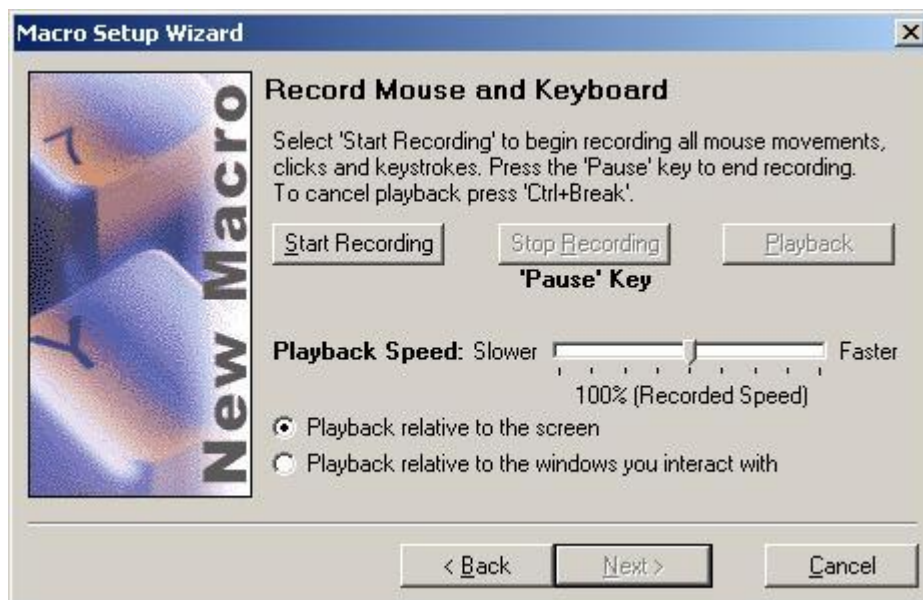 Macro Setup Wizard
New Macro
Record Mouse and Keyboard
Select 'Start Recording' to begin recording all mouse movements,
clicks and keystrokes. Press the 'Pause' key to end recording.
To cancel playback press 'Ctrl+Break'.
Start Recording Stop Recording Playback
'Pause' Key
Playback Speed: Slower Faster
100% (Recorded Speed)
Playback relative to the screen
Playback relative to the windows you interact with
< Back Next > Cancel